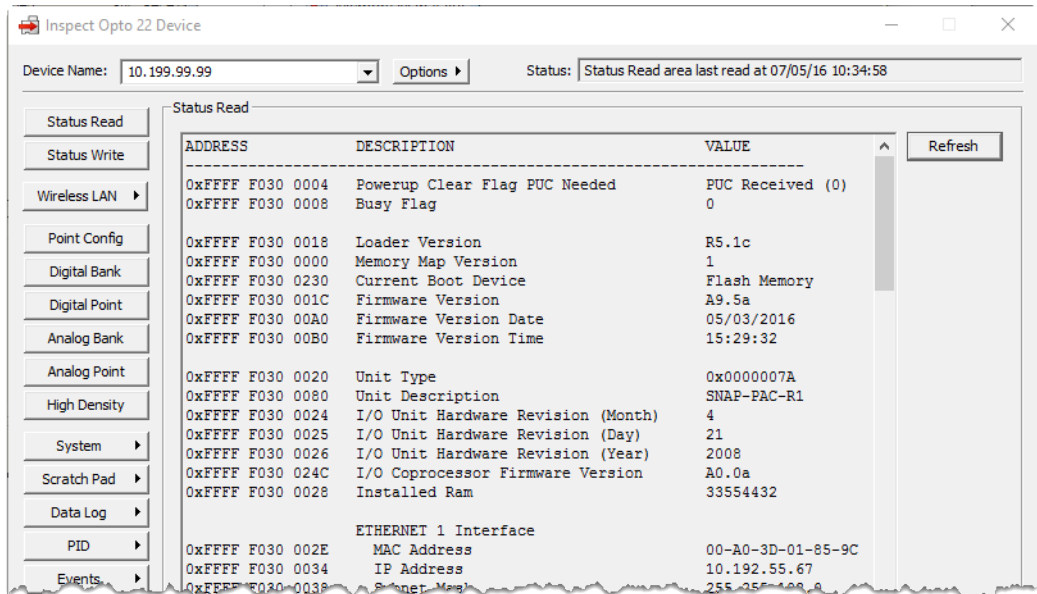 Inspect Opto 22 Device
Device Name: 10.199.99.99 Options Status: Status Read area last read at 07/05/16 10:34:58
Status Read
Status Write
Wireless LAN
Point Config
Digital Bank
Digital Point
Analog Bank
Analog Point
High Density
System
Scratch Pad
Data Log
PID
Events
Status Read
Refresh
ADDRESS DESCRIPTION VALUE
0xFFFF F030 0004 Powerup Clear Flag PUC Needed PUC Received (0)
0xFFFF F030 0008 Busy Flag 0
0xFFFF F030 0018 Loader Version R5.1c
0xFFFF F030 0000 Memory Map Version 1
0xFFFF F030 0230 Current Boot Device Flash Memory
0xFFFF F030 001C Firmware Version A9.5a
0xFFFF F030 00A0 Firmware Version Date 05/03/2016
0xFFFF F030 00B0 Firmware Version Time 15:29:32
0xFFFF F030 0020 Unit Type 0x0000007A
0xFFFF F030 0080 Unit Description SNAP-PAC-R1
0xFFFF F030 0024 I/O Unit Hardware Revision (Month) 4
0xFFFF F030 0025 I/O Unit Hardware Revision (Day) 21
0xFFFF F030 0026 I/O Unit Hardware Revision (Year) 2008
0xFFFF F030 024C I/O Coprocessor Firmware Version A0.0a
0xFFFF F030 0028 Installed Ram 33554432
ETHERNET 1 Interface
0xFFFF F030 002E MAC Address 00-A0-3D-01-85-9C
0xFFFF F030 0034 IP Address 10.192.55.67
0xFFFF F030 0038 Subnet Mask